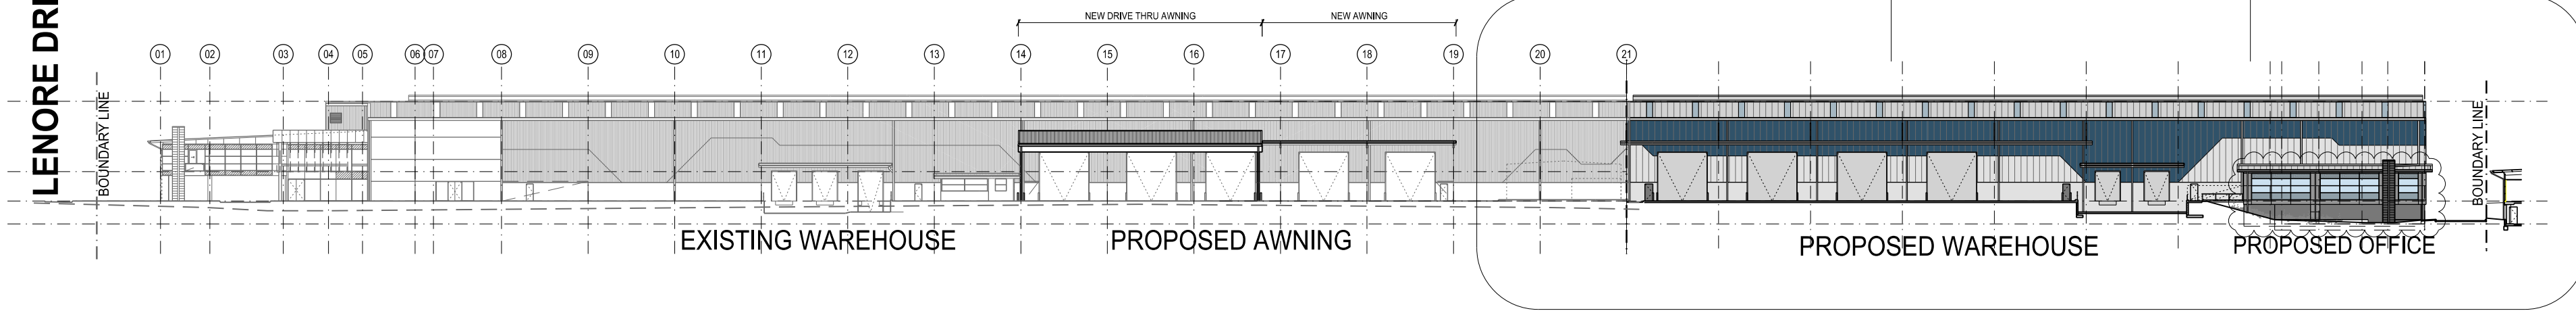 LENORE DRI
BOUNDARY LINE
NEW DRIVE THRU AWNING
NEW AWNING
01
02
03
04
05
06
07
08
09
10
11
12
13
14
15
16
17
18
19
20
21
BOUNDARY LINE
EXISTING WAREHOUSE
PROPOSED AWNING
PROPOSED WAREHOUSE
PROPOSED OFFICE